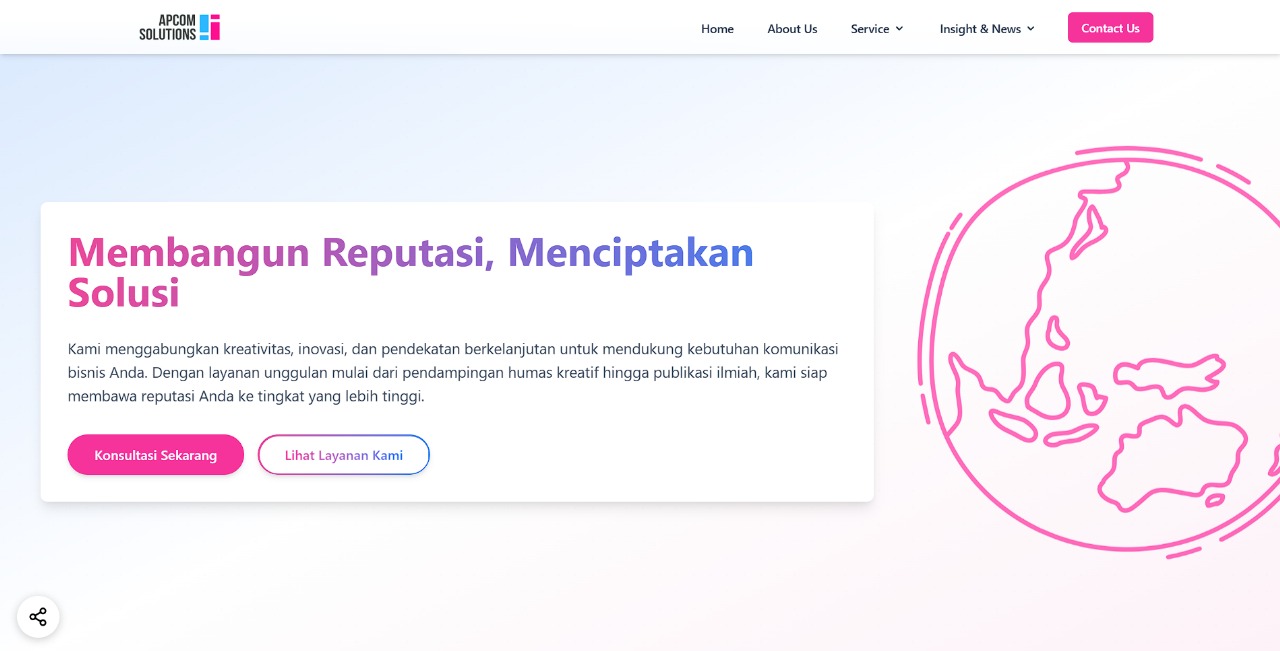 APCOM
SOLUTIONS
Home
About Us
Service
Insight & News
Contact Us
Membangun Reputasi, Menciptakan
Solusi
Kami menggabungkan kreativitas, inovasi, dan pendekatan berkelanjutan untuk mendukung kebutuhan komunikasi
bisnis Anda. Dengan layanan unggulan mulai dari pendampingan humas kreatif hingga publikasi ilmiah, kami siap
membawa reputasi Anda ke tingkat yang lebih tinggi.
Konsultasi Sekarang
Lihat Layanan Kami